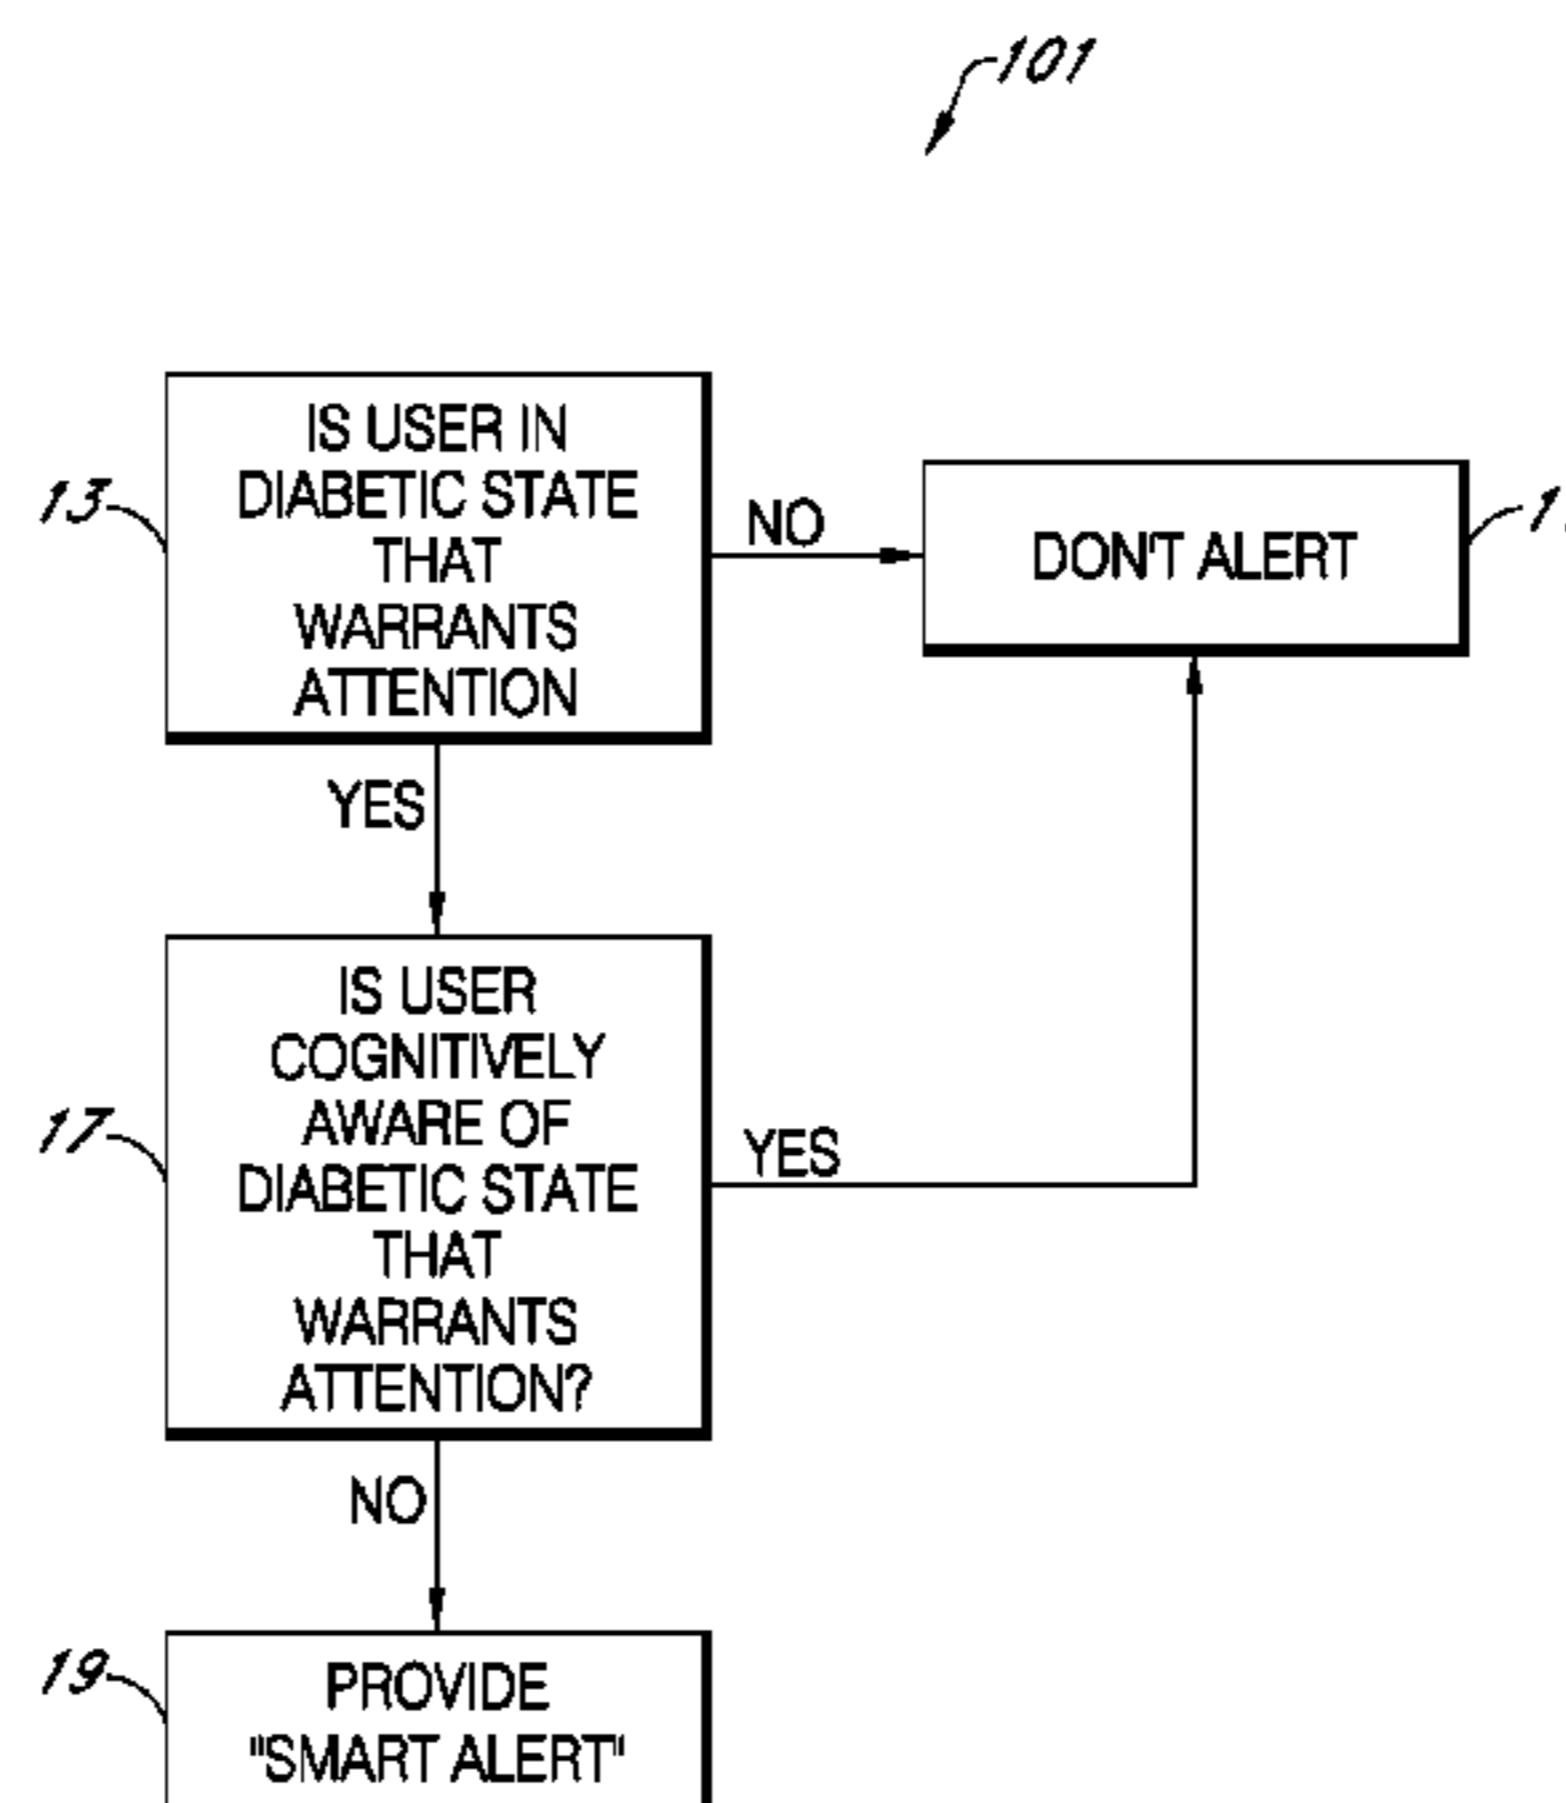 101
IS USER IN
DIABETIC STATE
THAT
WARRANTS
ATTENTION
13
NO
DON'T ALERT
YES
IS USER
COGNITIVELY
AWARE OF
DIABETIC STATE
THAT
WARRANTS
ATTENTION?
17
YES
NO
19
PROVIDE
"SMART ALERT"